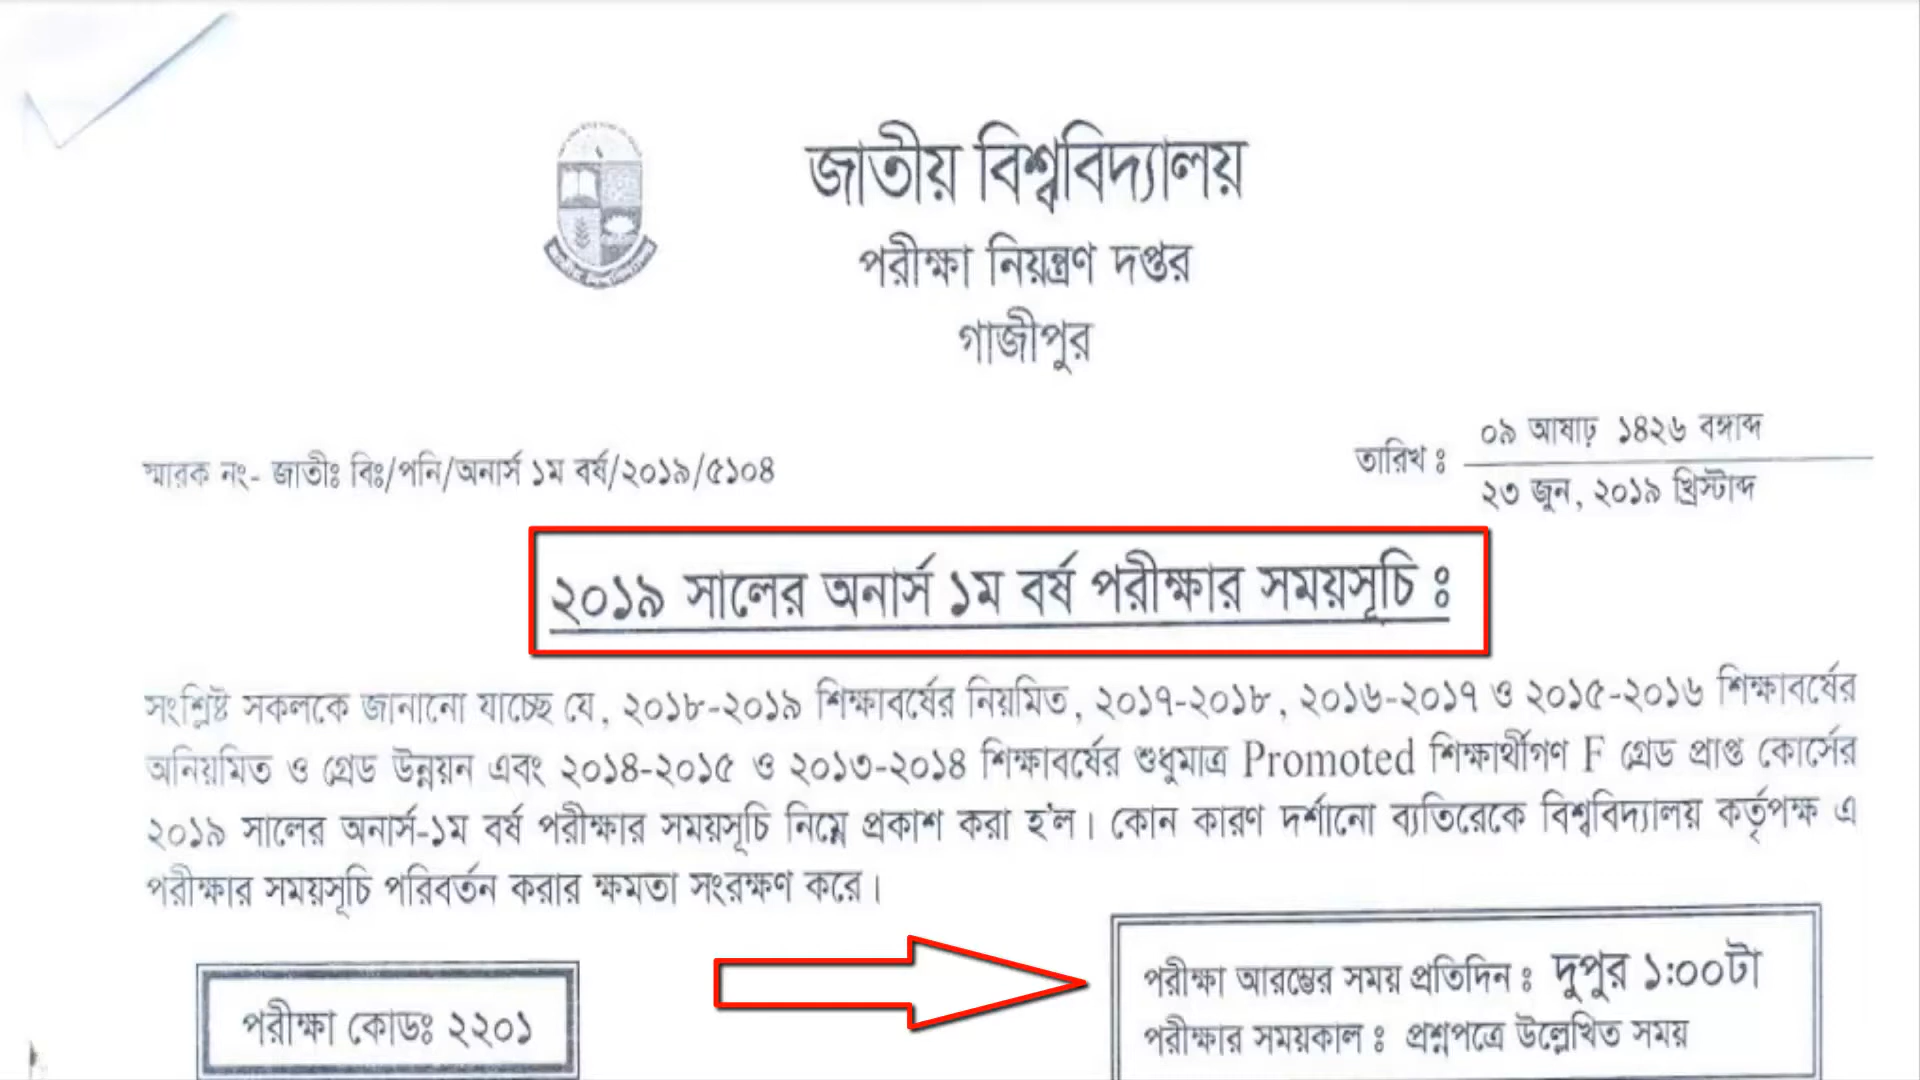 জাতীয় বিশ্ববিদ্যালয়
পরীক্ষা নিয়ন্ত্রণ দপ্তর
গাজীপুর
স্মারক নং- জাতীঃ বিঃ/পনি/অনার্স ১ম বর্ষ/২০১৯/৫১০৪
তারিখ ঃ
০৯ আষাঢ় ১৪২৬ বঙ্গাব্দ
২৩ জুন, ২০১৯ খ্রিস্টাব্দ
২০১৯ সালের অনার্স ১ম বর্ষ পরীক্ষার সময়সূচি ঃ
সংশ্লিষ্ট সকলকে জানানো যাচ্ছে যে, ২০১৮-২০১৯ শিক্ষাবর্ষের নিয়মিত, ২০১৭-২০১৮, ২০১৬-২০১৭ ও ২০১৫-২০১৬ শিক্ষাবর্ষের
অনিয়মিত ও গ্রেড উন্নয়ন এবং ২০১৪-২০১৫ ও ২০১৩-২০১৪ শিক্ষাবর্ষের শুধুমাত্র Promoted শিক্ষার্থীগণ F গ্রেড প্রাপ্ত কোর্সের
২০১৯ সালের অনার্স-১ম বর্ষ পরীক্ষার সময়সূচি নিম্নে প্রকাশ করা হ'ল। কোন কারণ দর্শানো ব্যতিরেকে বিশ্ববিদ্যালয় কর্তৃপক্ষ এ
পরীক্ষার সময়সূচি পরিবর্তন করার ক্ষমতা সংরক্ষণ করে।
পরীক্ষা কোডঃ ২২০১
পরীক্ষা আরম্ভের সময় প্রতিদিন ঃ দুপুর ১:০০টা
পরীক্ষার সময়কাল ঃ প্রশ্নপত্রে উল্লেখিত সময়